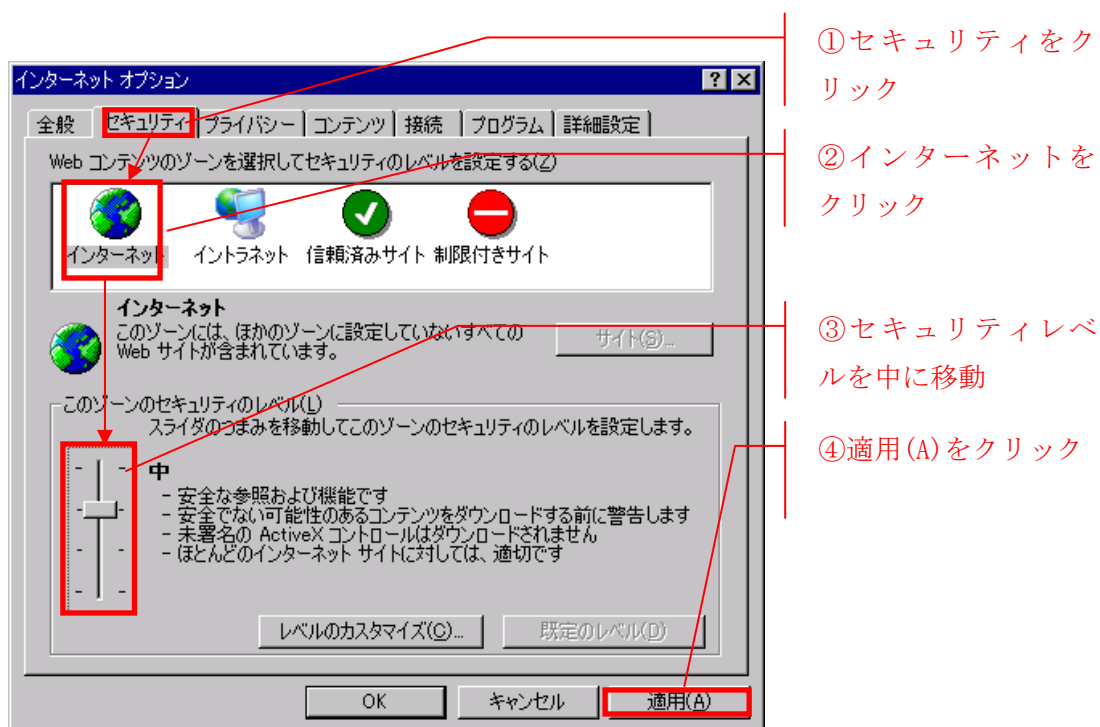 ①セキュリティをク
リック
インターネット オプション
全般 セキュリティ プライバシー コンテンツ 接続 プログラム 詳細設定
Web コンテンツのゾーンを選択してセキュリティのレベルを設定する(Z)
②インターネットを
クリック
インターネット イントラネット 信頼済みサイト 制限付きサイト
インターネット
このゾーンには、ほかのゾーンに設定していないすべての
Web サイトが含まれています。
サイト(S)...
③セキュリティレベ
ルを中に移動
このゾーンのセキュリティのレベル(L)
スライダのつまみを移動してこのゾーンのセキュリティのレベルを設定します。
④適用(A)をクリック
中
- 安全な参照および機能です
- 安全でない可能性のあるコンテンツをダウンロードする前に警告します
- 未署名の ActiveX コントロールはダウンロードされません
- ほとんどのインターネット サイトに対しては、適切です
レベルのカスタマイズ(C)... 既定のレベル(D)
OK キャンセル 適用(A)